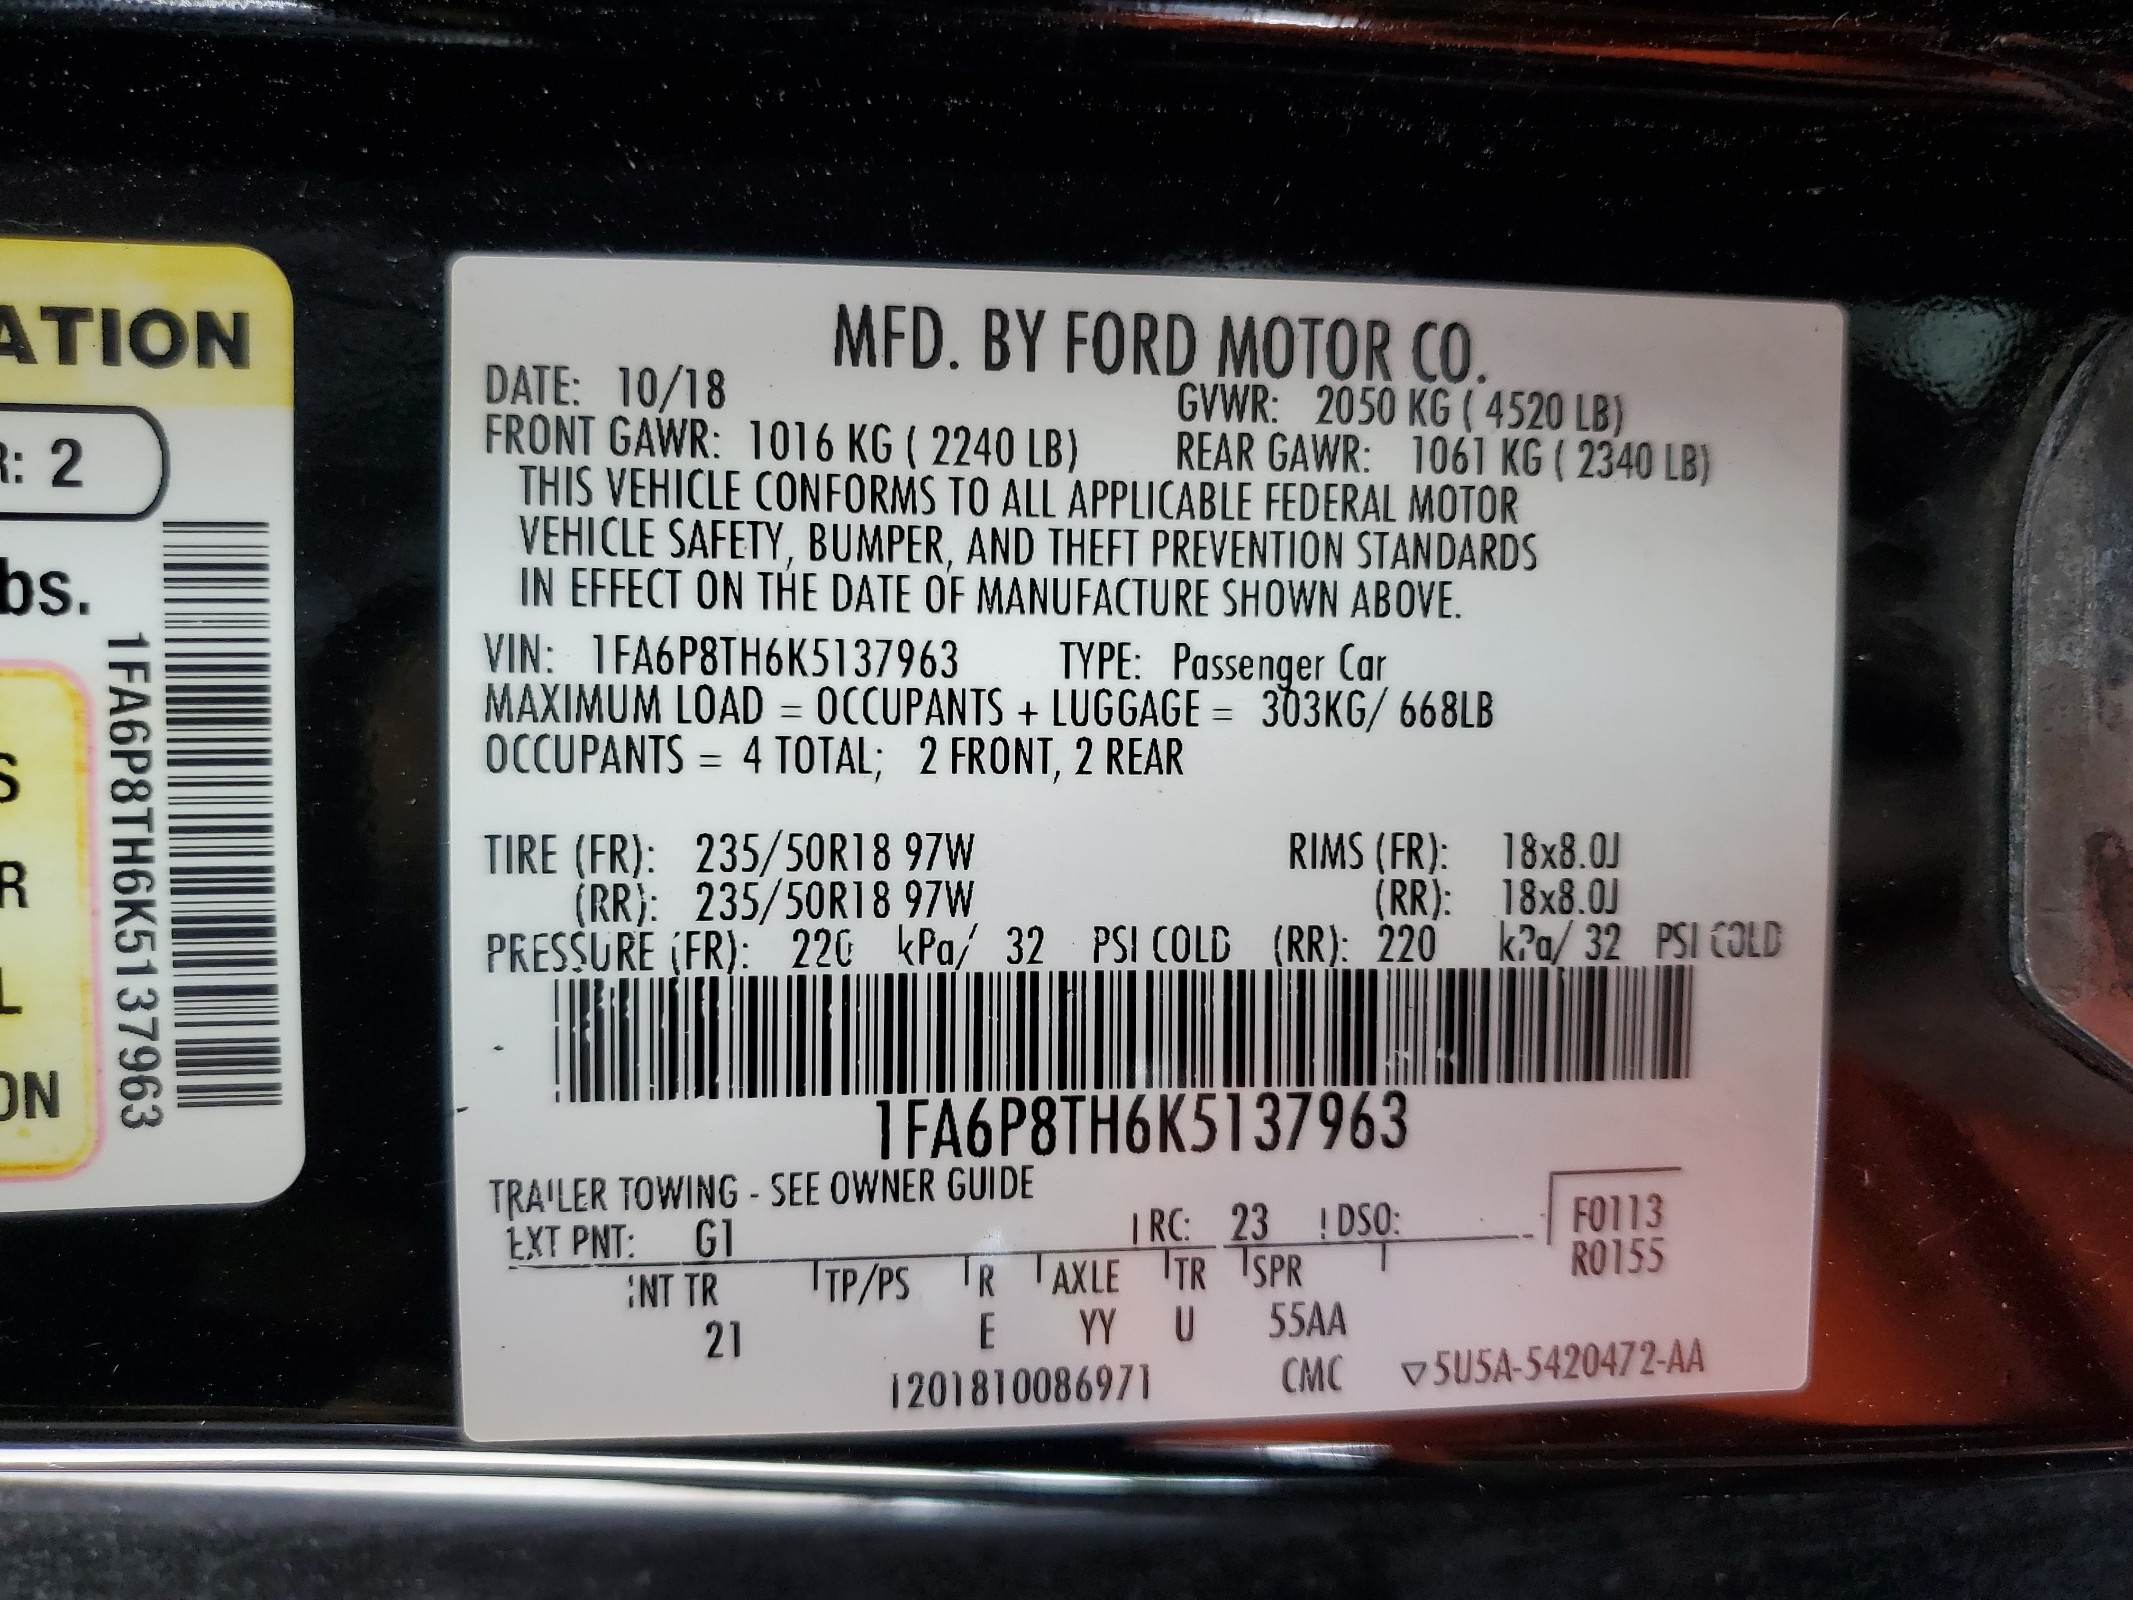 ATION
R: 2
bs.
1FA6P8TH6K5137963
S
R
L
ON
MFD. BY FORD MOTOR CO.
DATE: 10/18 GVWR: 2050 KG ( 4520 LB)
FRONT GAWR: 1016 KG ( 2240 LB) REAR GAWR: 1061 KG ( 2340 LB)
THIS VEHICLE CONFORMS TO ALL APPLICABLE FEDERAL MOTOR
VEHICLE SAFETY, BUMPER, AND THEFT PREVENTION STANDARDS
IN EFFECT ON THE DATE OF MANUFACTURE SHOWN ABOVE.
VIN: 1FA6P8TH6K5137963 TYPE: Passenger Car
MAXIMUM LOAD = OCCUPANTS + LUGGAGE = 303KG/ 668LB
OCCUPANTS = 4 TOTAL; 2 FRONT, 2 REAR
TIRE (FR): 235/50R18 97W RIMS (FR): 18x8.0J
(RR): 235/50R18 97W (RR): 18x8.0J
PRESSURE (FR): 220 kPa/ 32 PSI COLD (RR): 220 kPa/ 32 PSI COLD
1FA6P8TH6K5137963
TRAILER TOWING - SEE OWNER GUIDE
EXT PNT: G1 RC: 23 DSO: F0113
R0155
INT TR TP/PS R AXLE TR SPR
21 E YY U 55AA
1201810086971 CMC ▽5U5A-5420472-AA